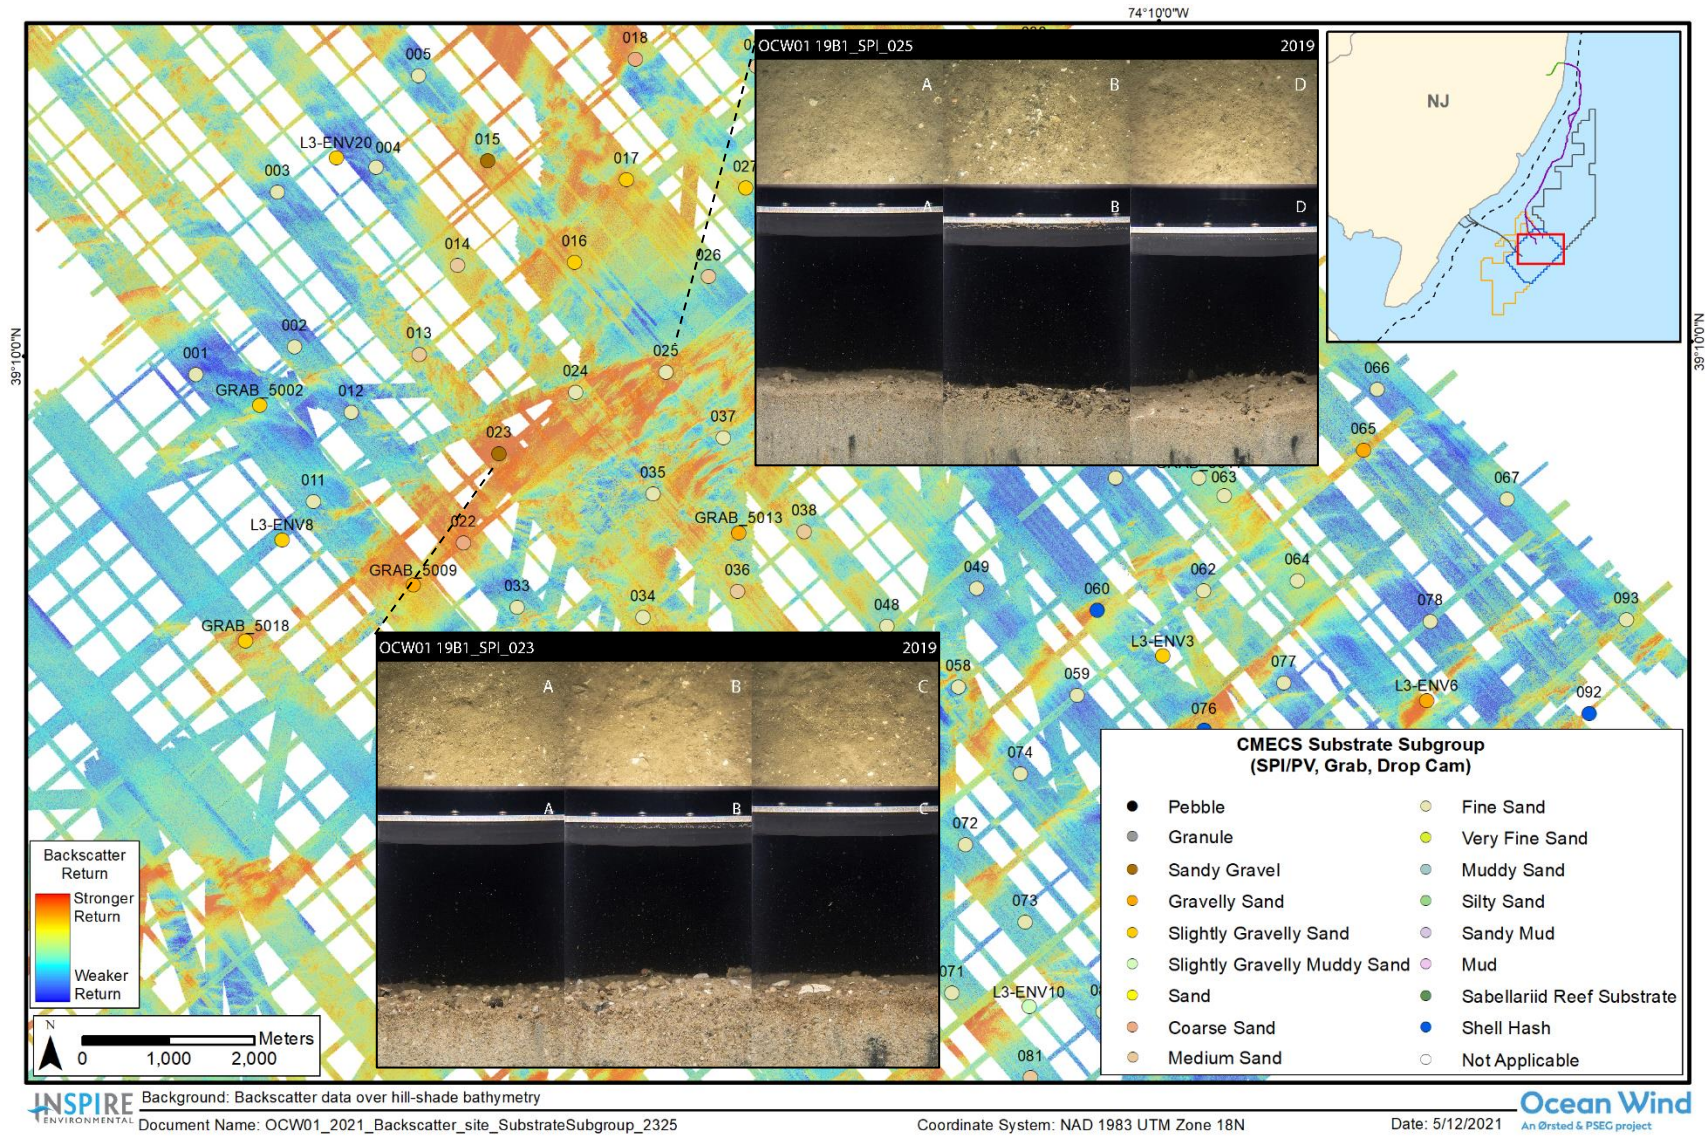 74°10'0"W
39°10'0"N
39°10'0"N
005
018
L3-ENV20
004
003
015
017
027
014
016
026
002
013
001
GRAB_5002
012
024
025
023
037
011
L3-ENV8
022
035
GRAB_5013
038
GRAB_5009
033
034
036
GRAB_5018
048
049
060
062
063
064
065
066
067
078
093
L3-ENV3
077
L3-ENV6
092
058
059
076
074
072
073
071
L3-ENV10
081
OCW01 19B1_SPI_025
2019
A
B
D
A
B
D
NJ
OCW01 19B1_SPI_023
2019
A
B
C
A
B
C
Backscatter
Return
Stronger
Return
Weaker
Return
N
Meters
0 1,000 2,000
CMECS Substrate Subgroup
(SPI/PV, Grab, Drop Cam)
Pebble
Granule
Sandy Gravel
Gravelly Sand
Slightly Gravelly Sand
Slightly Gravelly Muddy Sand
Sand
Coarse Sand
Medium Sand
Fine Sand
Very Fine Sand
Muddy Sand
Silty Sand
Sandy Mud
Mud
Sabellariid Reef Substrate
Shell Hash
Not Applicable
INSPIRE
ENVIRONMENTAL
Background: Backscatter data over hill-shade bathymetry
Document Name: OCW01_2021_Backscatter_site_SubstrateSubgroup_2325
Coordinate System: NAD 1983 UTM Zone 18N
Date: 5/12/2021
Ocean Wind
An Ørsted & PSEG project